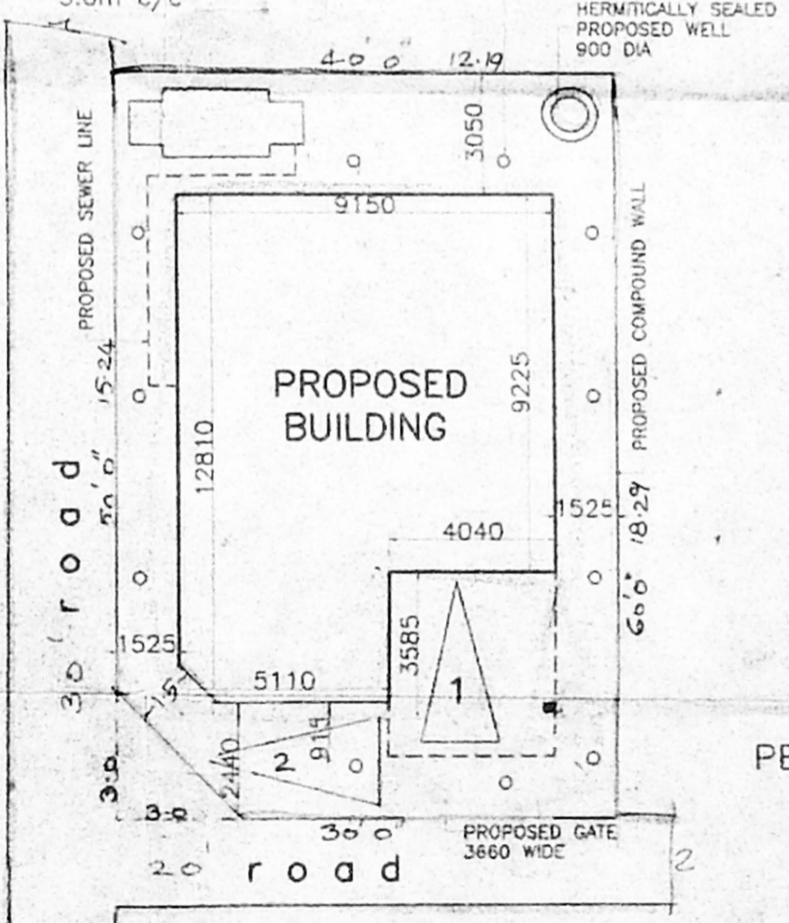 HERMITICALLY SEALED
PROPOSED WELL
900 DIA
40' 0" 12.19
3050
9150
PROPOSED SEWER LINE
PROPOSED COMPOUND WALL
PROPOSED
BUILDING
9225
12810
15.24
50' 0"
30' road
1525
4040
18.29
60' 0"
1525
3585
1
5110
1.5
2440
919
2
3.0
3.0
30' 0"
PROPOSED GATE
3660 WIDE
20' road
2